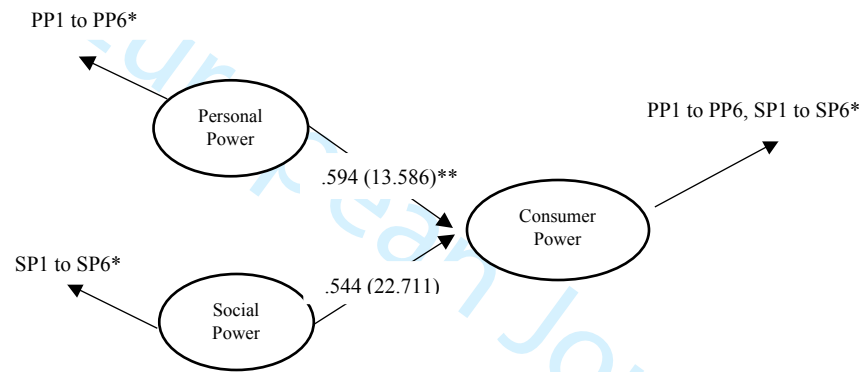 PP1 to PP6*
Personal
Power
PP1 to PP6, SP1 to SP6*
.594 (13.586)**
Consumer
Power
SP1 to SP6*
.544 (22.711)
Social
Power